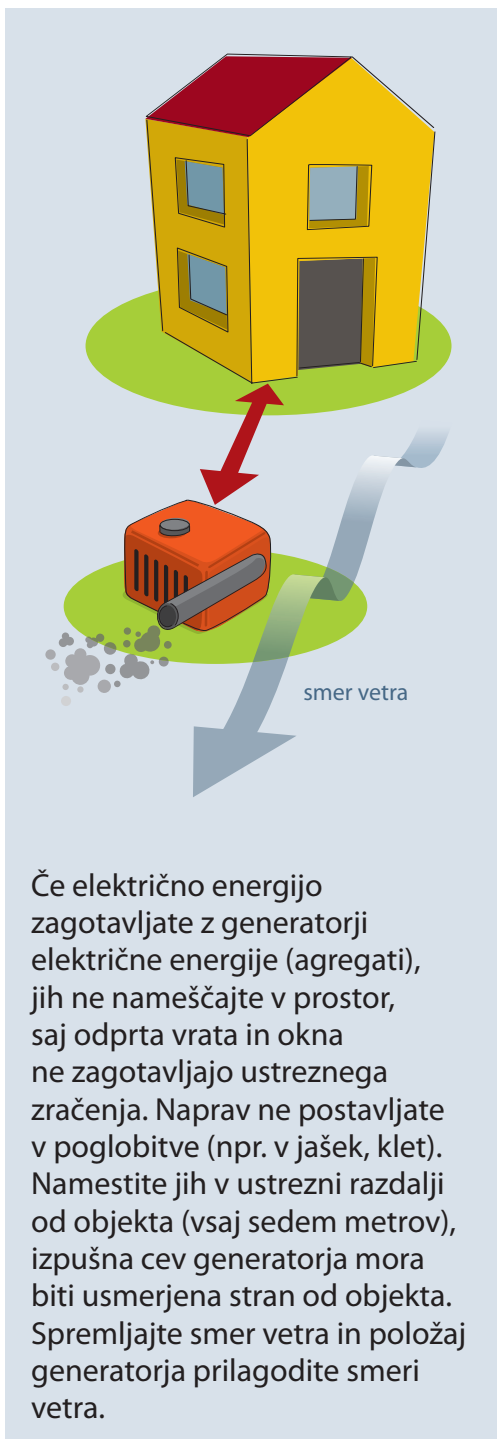 smer vetra
Če električno energijo
zagotavljate z generatorji
električne energije (agregati),
jih ne nameščajte v prostor,
saj odprta vrata in okna
ne zagotavljajo ustreznega
zračenja. Naprav ne postavljate
v poglobitve (npr. v jašek, klet).
Namestite jih v ustrezni razdalji
od objekta (vsaj sedem metrov),
izpušna cev generatorja mora
biti usmerjena stran od objekta.
Spremljajte smer vetra in položaj
generatorja prilagodite smeri
vetra.